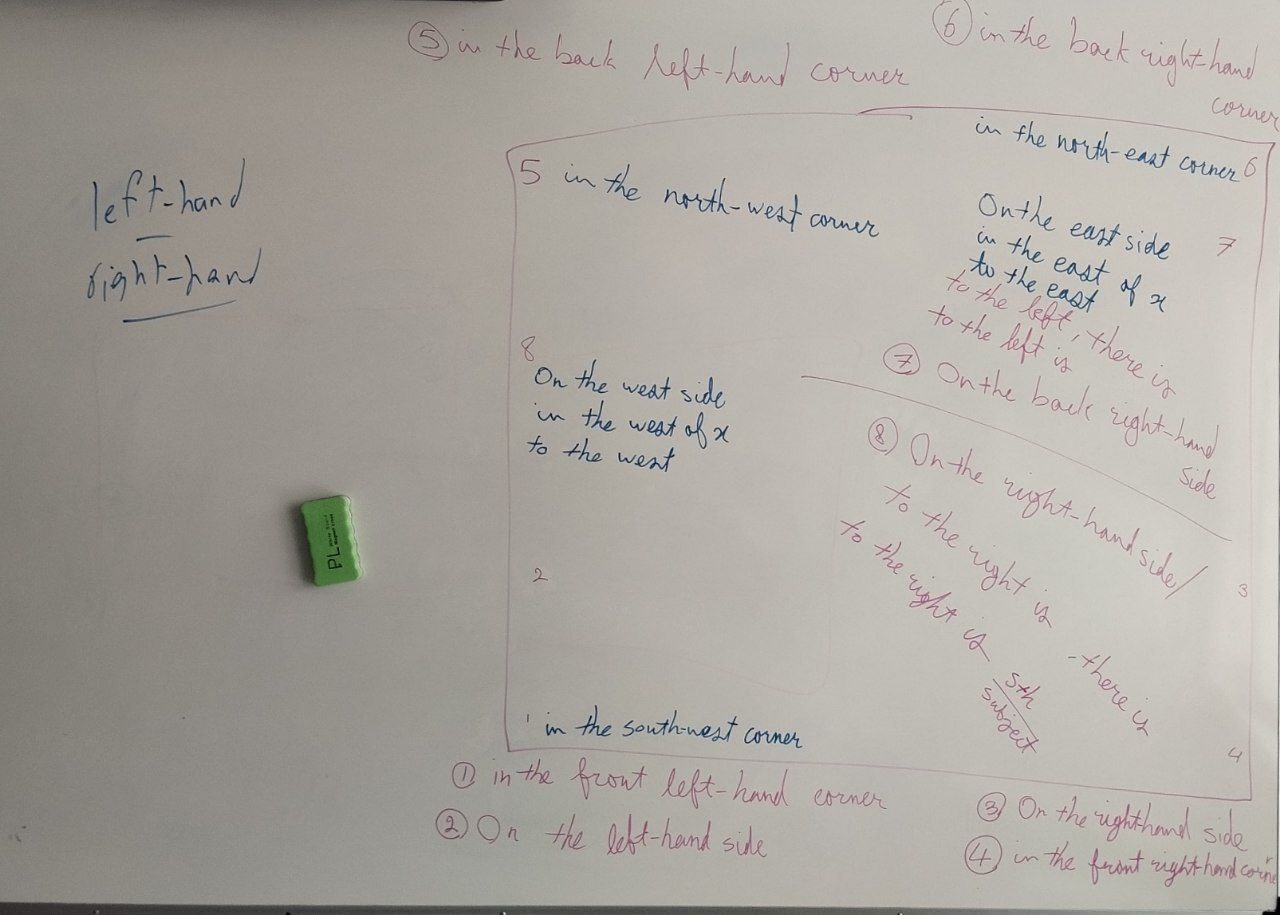 ⑤ in the back left-hand corner
⑥ in the back right-hand
corner
left-hand
right-hand
5 in the north-west corner
in the north-east corner 6
On the east side 7
in the east of x
to the east
to the left, there is
to the left is
⑦ On the back right-hand
side
8
On the west side
in the west of x
to the west
⑧ On the right-hand side/
to the right is - there is
to the right is sth
subject
PL
2
3
1 in the south-west corner
4
① in the front left-hand corner
② On the left-hand side
③ On the righthand side
④ in the front right-hand corner